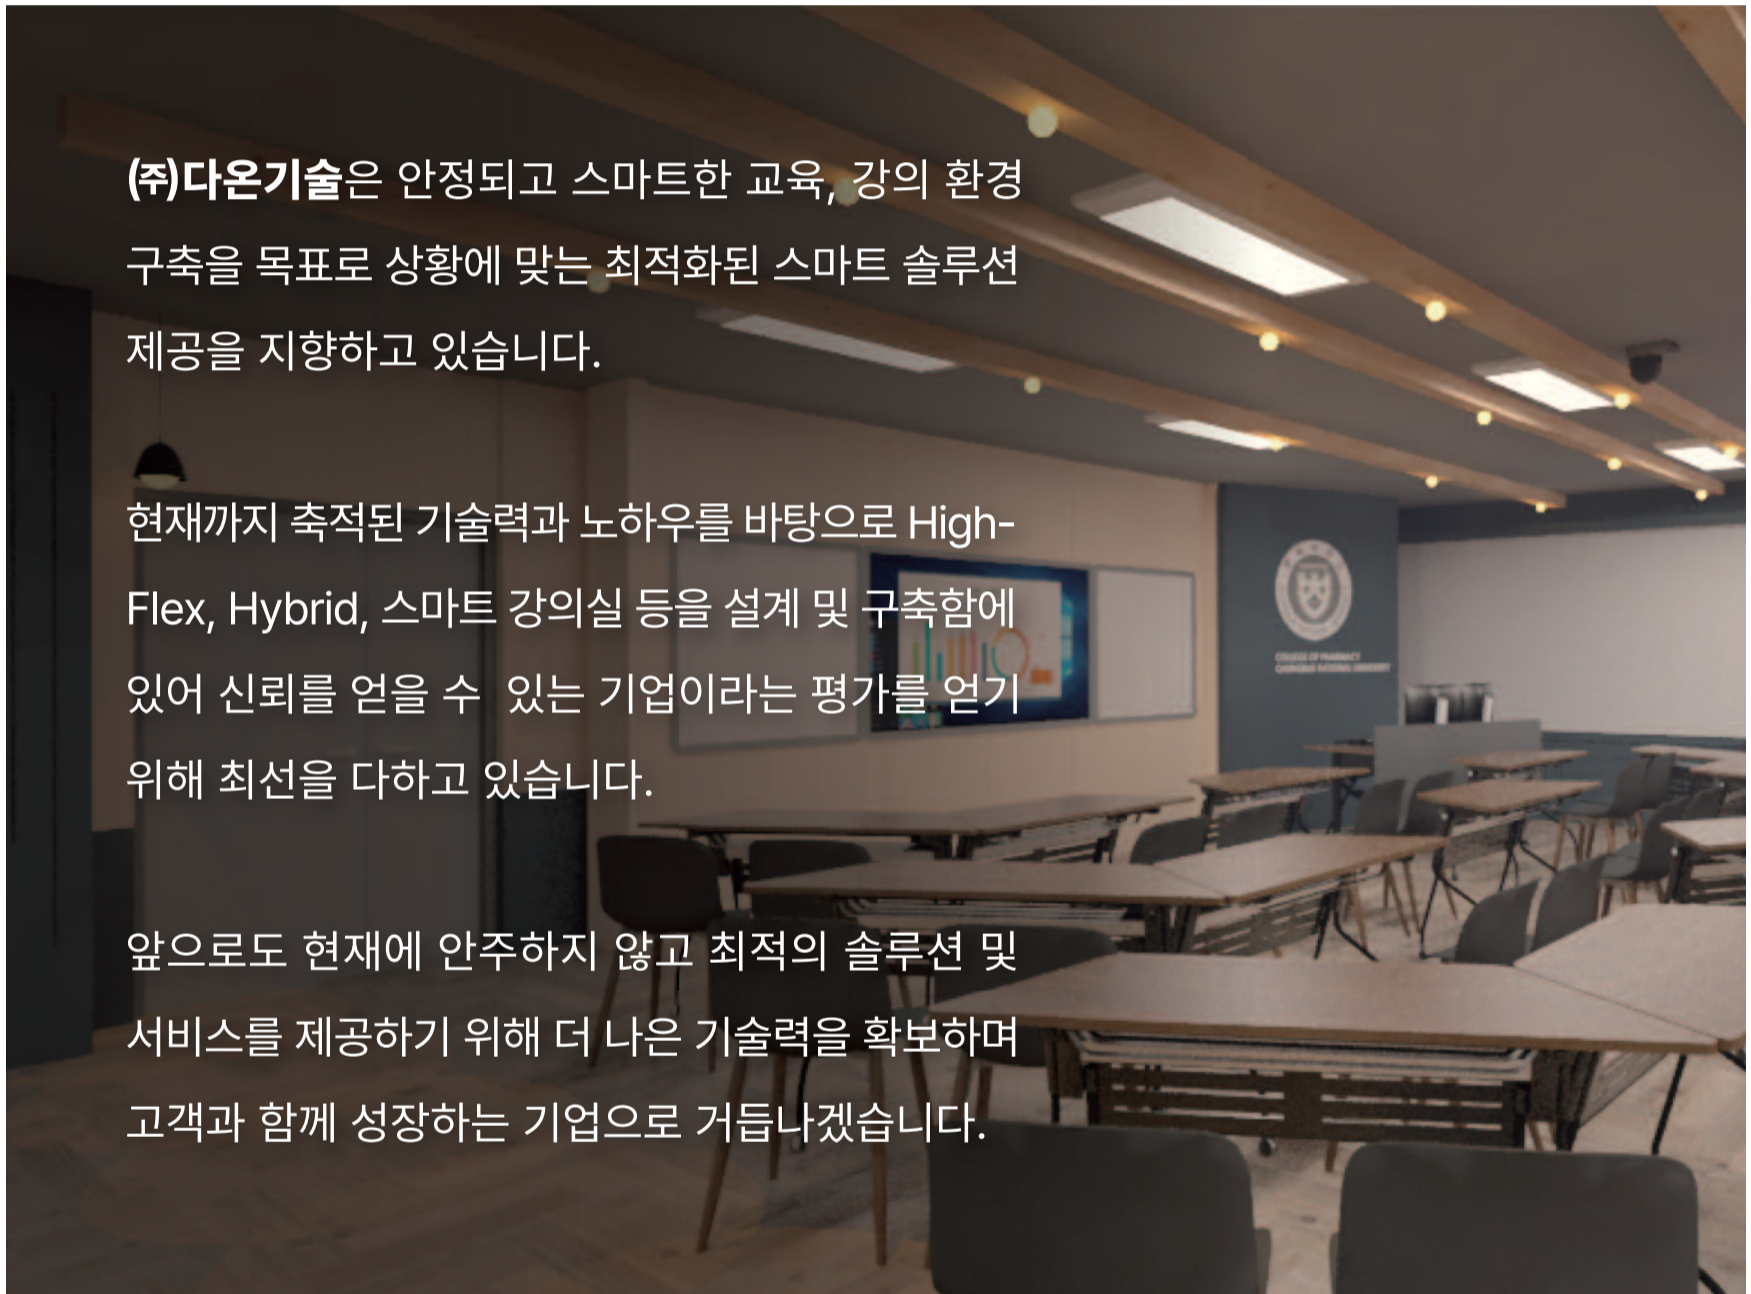 ㈜다온기술은 안정되고 스마트한 교육, 강의 환경
구축을 목표로 상황에 맞는 최적화된 스마트 솔루션
제공을 지향하고 있습니다.
현재까지 축적된 기술력과 노하우를 바탕으로 High-
Flex, Hybrid, 스마트 강의실 등을 설계 및 구축함에
있어 신뢰를 얻을 수 있는 기업이라는 평가를 얻기
위해 최선을 다하고 있습니다.
앞으로도 현재에 안주하지 않고 최적의 솔루션 및
서비스를 제공하기 위해 더 나은 기술력을 확보하며
고객과 함께 성장하는 기업으로 거듭나겠습니다.
COLLEGE OF PHARMACY
CHUNGBUK NATIONAL UNIVERSITY